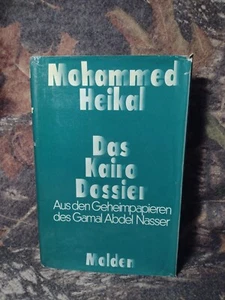 Mohammed
Heikal
Das
Kairo
Dossier
Aus den Geheimpapieren
des Gamal Abdel Nasser
Molden